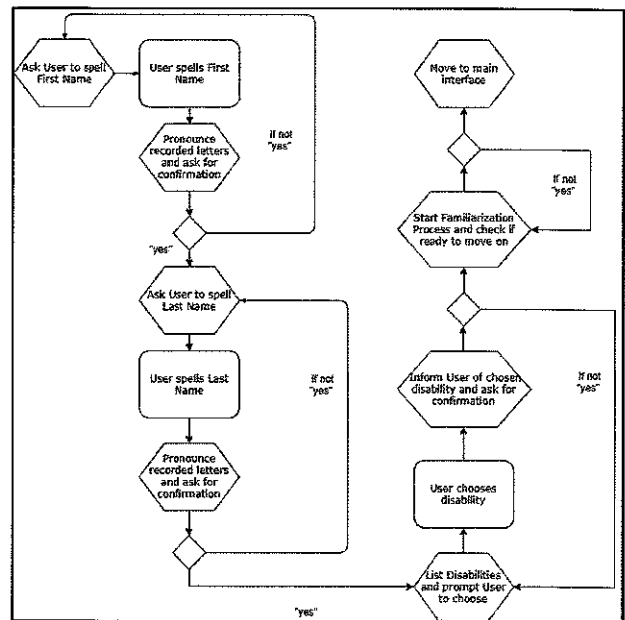 Ask User to spell
First Name
User spells First
Name
if not
"yes"
Pronounce
recorded letters
and ask for
confirmation
"yes"
Ask User to spell
Last Name
User spells Last
Name
if not
"yes"
Pronounce
recorded letters
and ask for
confirmation
"yes"
List Disabilities
and prompt User
to choose
User chooses
disability
Inform User of chosen
disability and ask for
confirmation
if not
"yes"
Start Familiarization
Process and check if
ready to move on
if not
"yes"
Move to main
interface